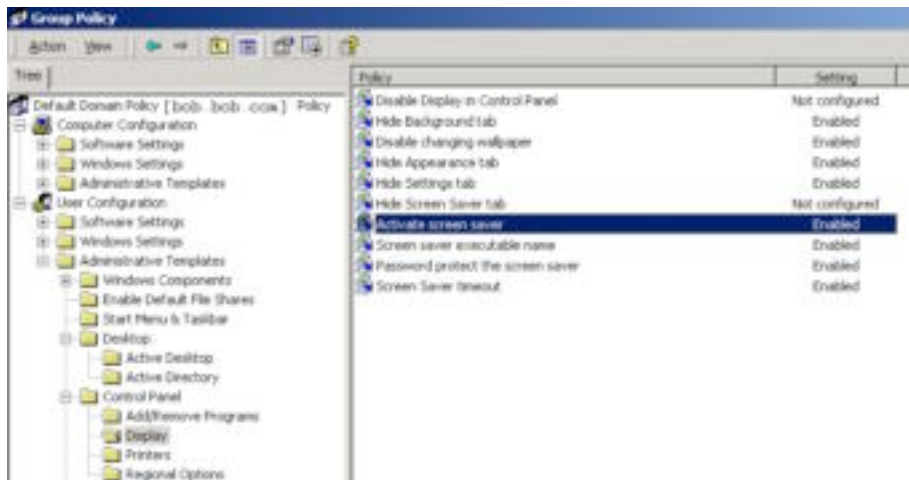 Group Policy
Action View
Tree
Default Domain Policy [bob.bob.com] Policy
Computer Configuration
Software Settings
Windows Settings
Administrative Templates
User Configuration
Software Settings
Windows Settings
Administrative Templates
Windows Components
Enable Default File Shares
Start Menu & Taskbar
Desktop
Active Desktop
Active Directory
Control Panel
Add/Remove Programs
Display
Printers
Regional Options
Policy Setting
Disable Display in Control Panel Not configured
Hide Background tab Enabled
Disable changing wallpaper Enabled
Hide Appearance tab Enabled
Hide Settings tab Enabled
Hide Screen Saver tab Not configured
Activate screen saver Enabled
Screen saver executable name Enabled
Password protect the screen saver Enabled
Screen Saver timeout Enabled